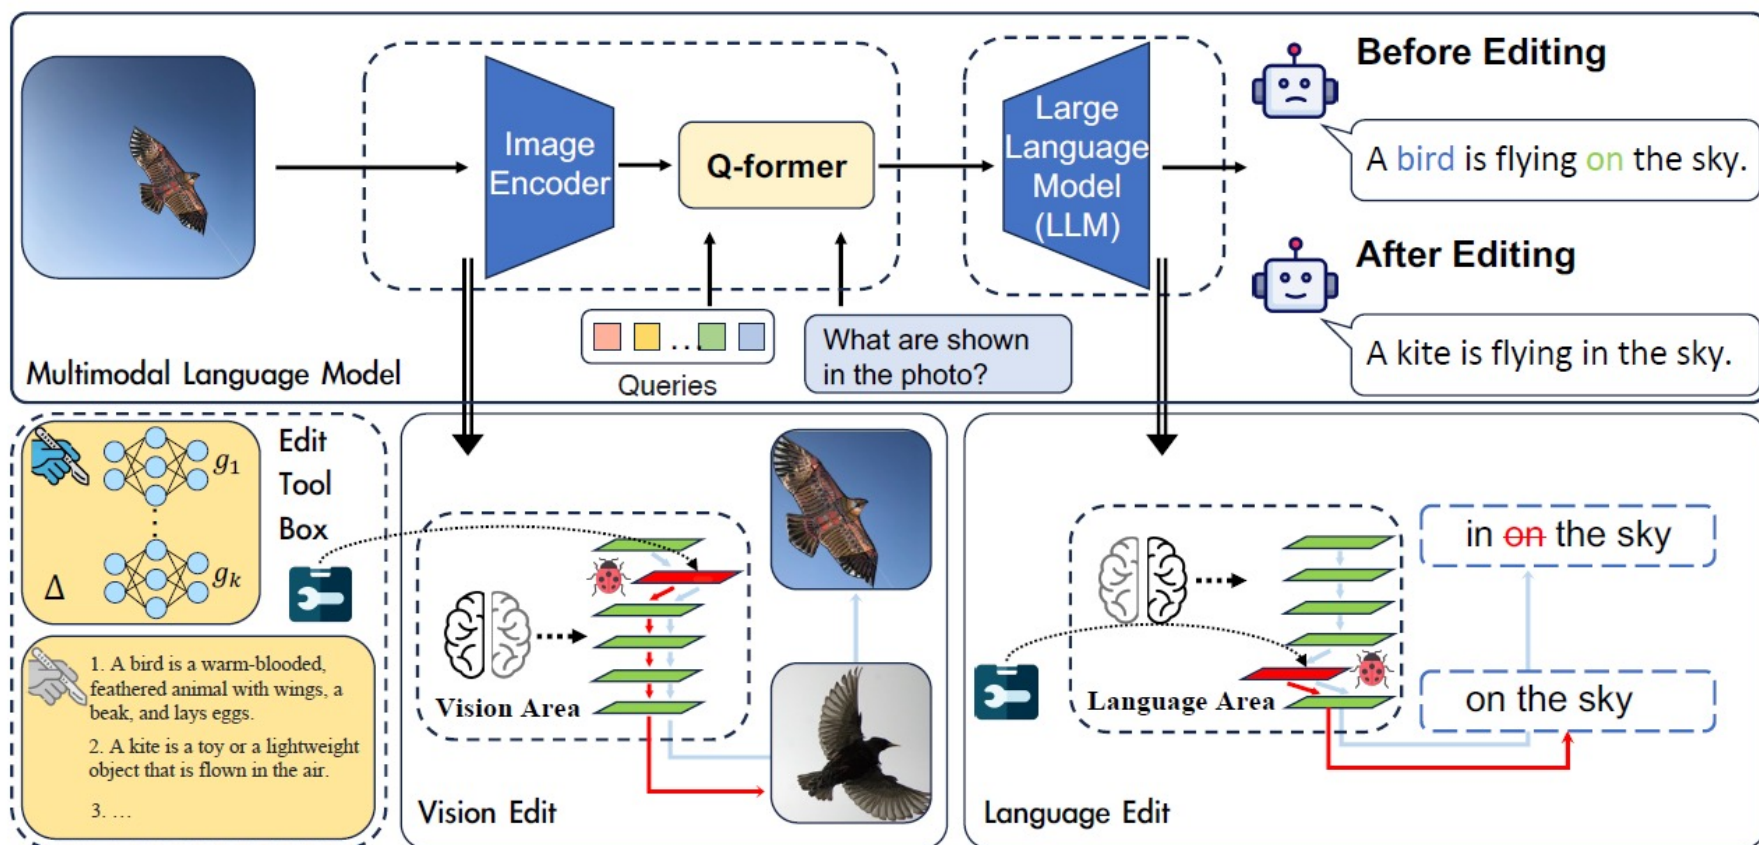 Image
Encoder
Q-former
Large
Language
Model
(LLM)
Before Editing
A bird is flying on the sky.
After Editing
A kite is flying in the sky.
...
Queries
What are shown
in the photo?
Multimodal Language Model
g1
gk
Δ
Edit
Tool
Box
1. A bird is a warm-blooded,
feathered animal with wings, a
beak, and lays eggs.
2. A kite is a toy or a lightweight
object that is flown in the air.
3. …
Vision Area
Vision Edit
Language Area
in on the sky
on the sky
Language Edit